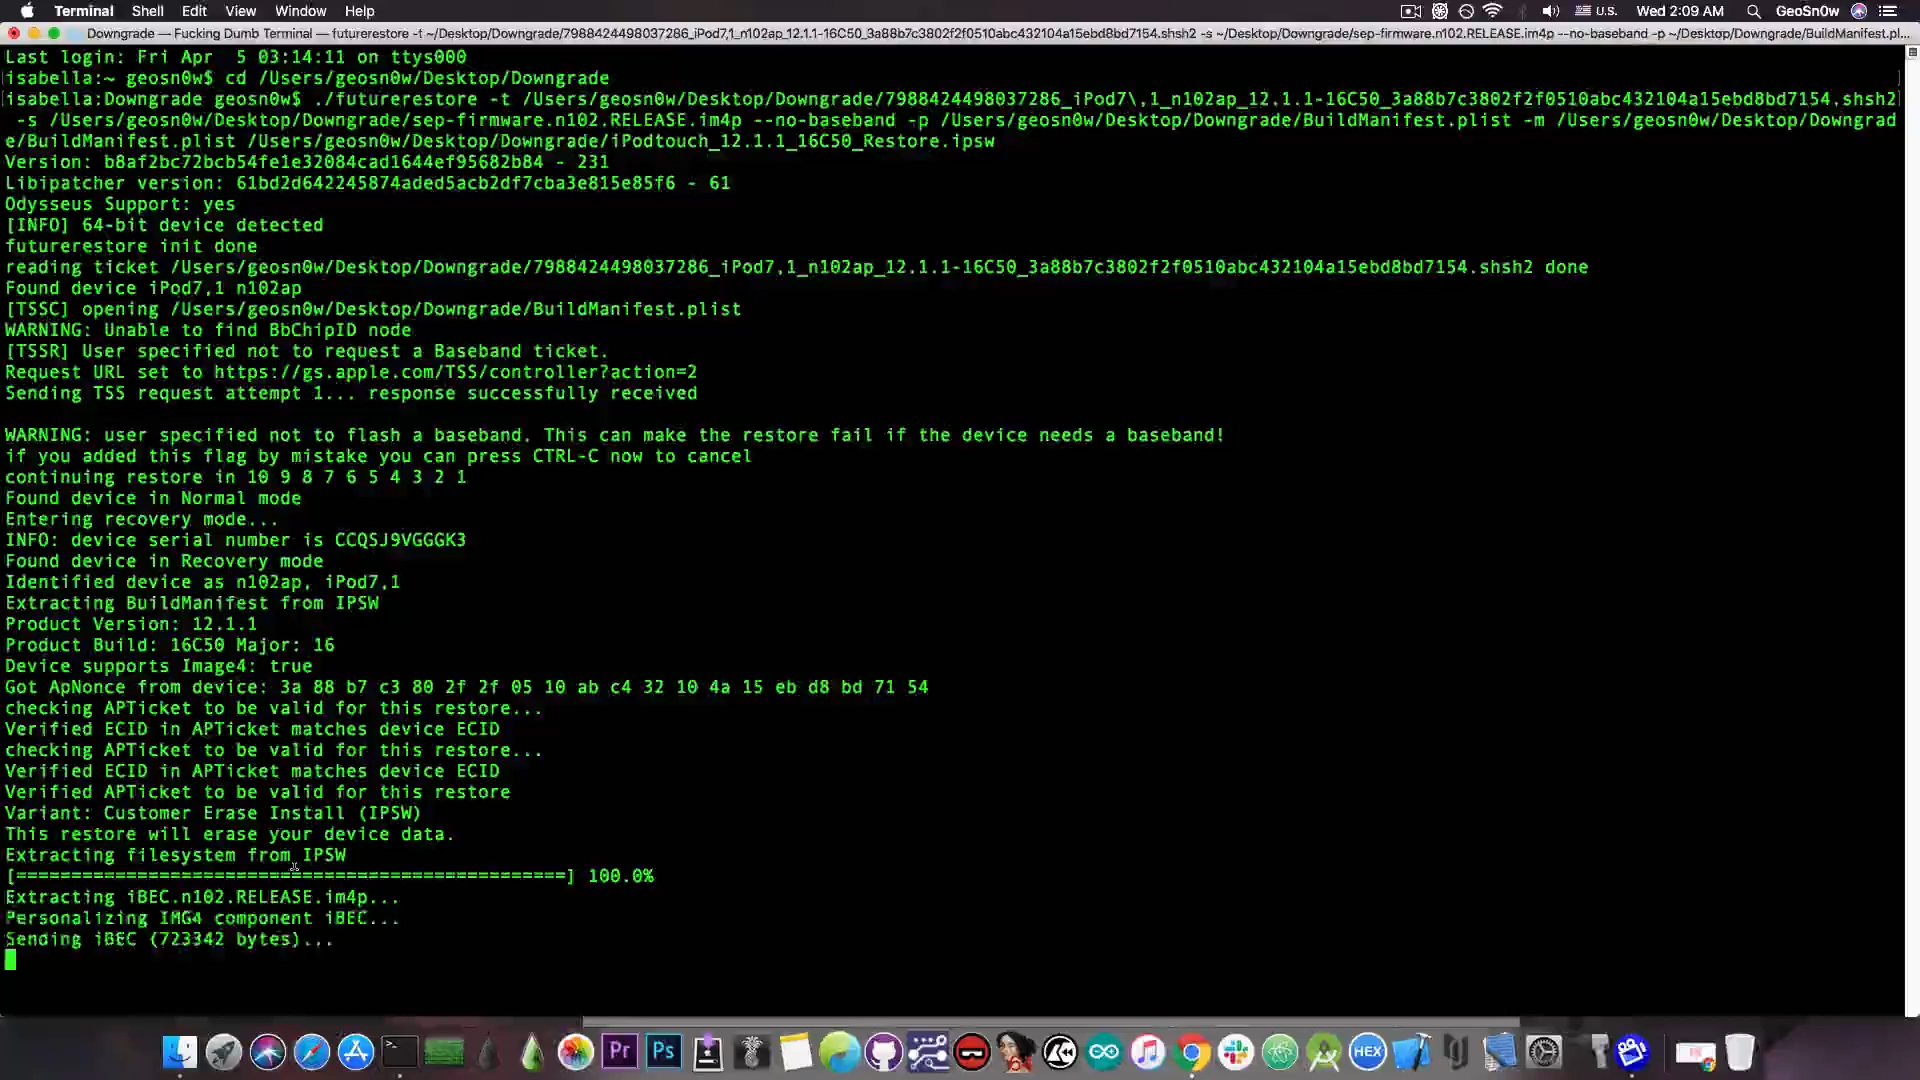 Terminal Shell Edit View Window Help U.S. Wed 2:09 AM GeoSn0w
Downgrade — Fucking Dumb Terminal — futurerestore -t ~/Desktop/Downgrade/7988424498037286_iPod7,1_n102ap_12.1.1-16C50_3a88b7c3802f2f0510abc432104a15ebd8bd7154.shsh2 -s ~/Desktop/Downgrade/sep-firmware.n102.RELEASE.im4p --no-baseband -p ~/Desktop/Downgrade/BuildManifest.pl...
Last login: Fri Apr  5 03:14:11 on ttys000
[isabella:~ geosn0w$ cd /Users/geosn0w/Desktop/Downgrade ]
[isabella:Downgrade geosn0w$ ./futurerestore -t /Users/geosn0w/Desktop/Downgrade/7988424498037286_iPod7\,1_n102ap_12.1.1-16C50_3a88b7c3802f2f0510abc432104a15ebd8bd7154.shsh2]
-s /Users/geosn0w/Desktop/Downgrade/sep-firmware.n102.RELEASE.im4p --no-baseband -p /Users/geosn0w/Desktop/Downgrade/BuildManifest.plist -m /Users/geosn0w/Desktop/Downgrad
e/BuildManifest.plist /Users/geosn0w/Desktop/Downgrade/iPodtouch_12.1.1_16C50_Restore.ipsw
Version: b8af2bc72bcb54fe1e32084cad1644ef95682b84 - 231
Libipatcher version: 61bd2d642245874aded5acb2df7cba3e815e85f6 - 61
Odysseus Support: yes
[INFO] 64-bit device detected
futurerestore init done
reading ticket /Users/geosn0w/Desktop/Downgrade/7988424498037286_iPod7,1_n102ap_12.1.1-16C50_3a88b7c3802f2f0510abc432104a15ebd8bd7154.shsh2 done
Found device iPod7,1 n102ap
[TSSC] opening /Users/geosn0w/Desktop/Downgrade/BuildManifest.plist
WARNING: Unable to find BbChipID node
[TSSR] User specified not to request a Baseband ticket.
Request URL set to https://gs.apple.com/TSS/controller?action=2
Sending TSS request attempt 1... response successfully received
WARNING: user specified not to flash a baseband. This can make the restore fail if the device needs a baseband!
if you added this flag by mistake you can press CTRL-C now to cancel
continuing restore in 10 9 8 7 6 5 4 3 2 1
Found device in Normal mode
Entering recovery mode...
INFO: device serial number is CCQSJ9VGGGK3
Found device in Recovery mode
Identified device as n102ap, iPod7,1
Extracting BuildManifest from IPSW
Product Version: 12.1.1
Product Build: 16C50 Major: 16
Device supports Image4: true
Got ApNonce from device: 3a 88 b7 c3 80 2f 2f 05 10 ab c4 32 10 4a 15 eb d8 bd 71 54
checking APTicket to be valid for this restore...
Verified ECID in APTicket matches device ECID
checking APTicket to be valid for this restore...
Verified ECID in APTicket matches device ECID
Verified APTicket to be valid for this restore
Variant: Customer Erase Install (IPSW)
This restore will erase your device data.
Extracting filesystem from IPSW
[==================================================] 100.0%
Extracting iBEC.n102.RELEASE.im4p...
Personalizing IMG4 component iBEC...
Sending iBEC (723342 bytes)...
Pr Ps HEX